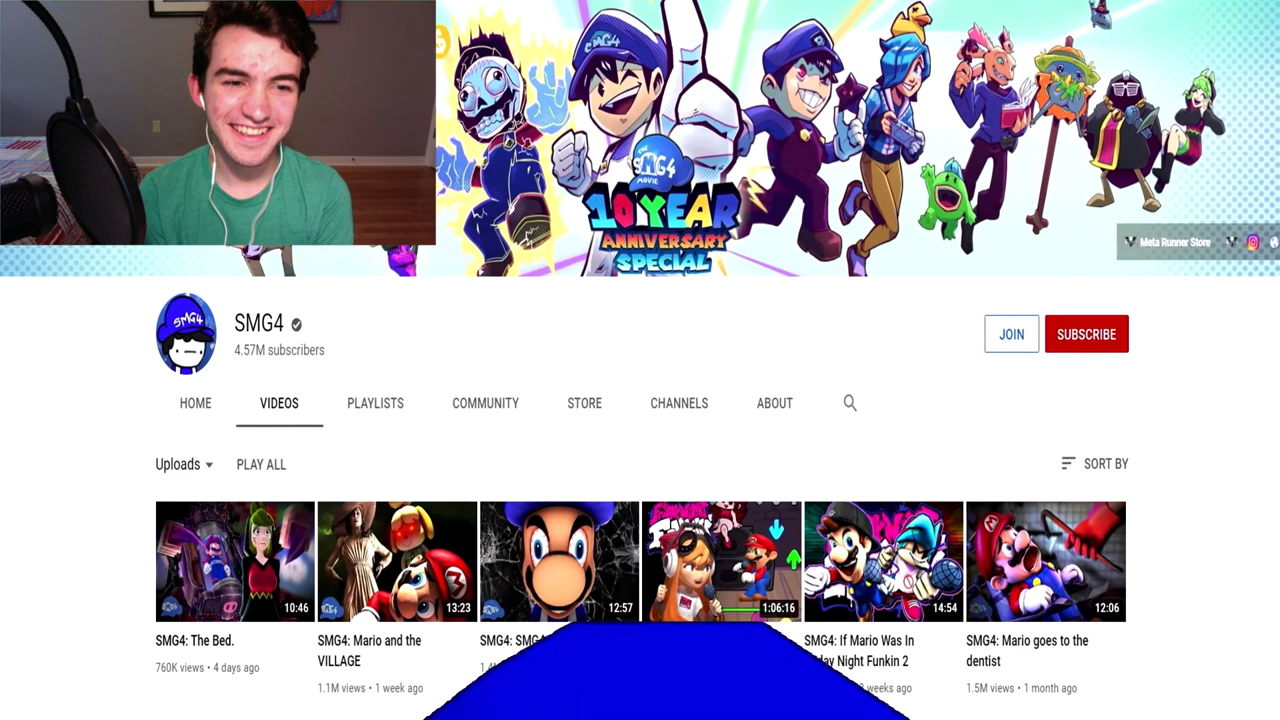 SMG4
THE
SMG4
MOVIE
10 YEAR
ANNIVERSARY
SPECIAL
Meta Runner Store
SMG4
SMG4
4.57M subscribers
JOIN
SUBSCRIBE
HOME
VIDEOS
PLAYLISTS
COMMUNITY
STORE
CHANNELS
ABOUT
Uploads
PLAY ALL
SORT BY
10:46
13:23
12:57
1:06:16
14:54
12:06
SMG4: The Bed.
760K views • 4 days ago
SMG4: Mario and the
VILLAGE
1.1M views • 1 week ago
SMG4:
SMG4: If Mario Was In
Night Funkin 2
weeks ago
SMG4: Mario goes to the
dentist
1.5M views • 1 month ago